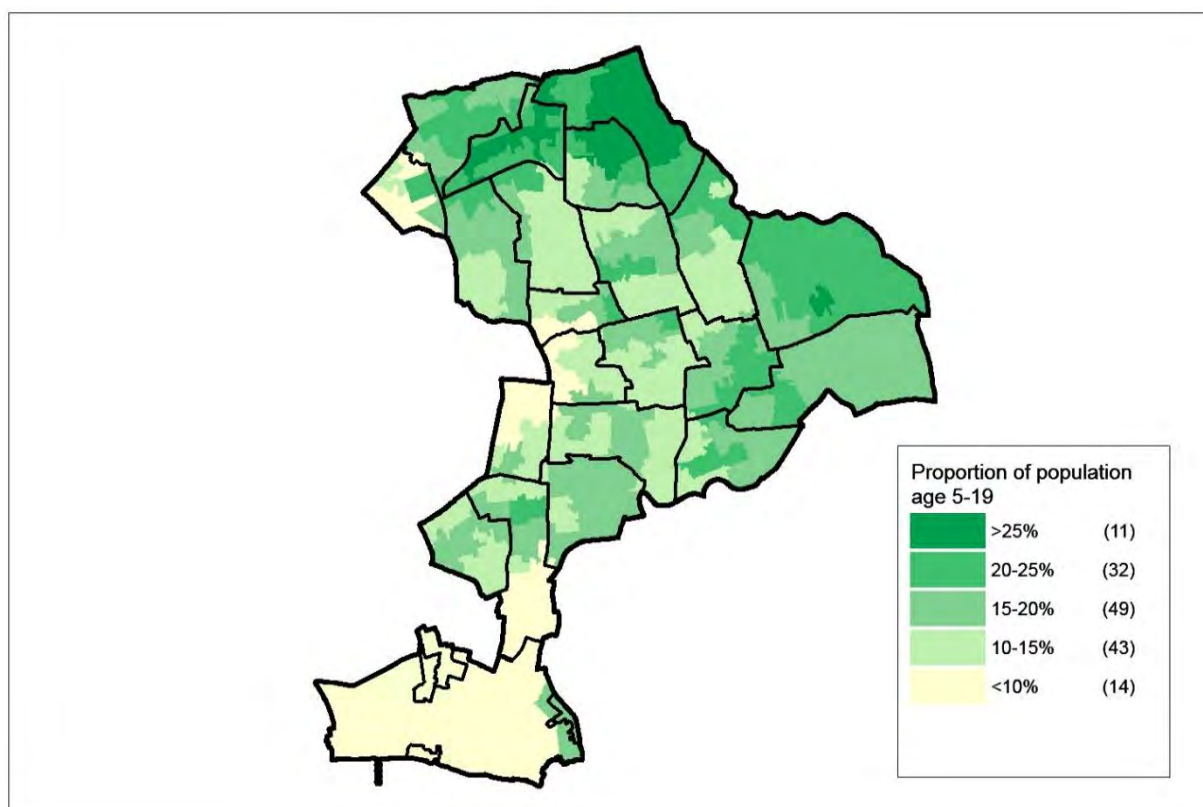 Proportion of population
age 5-19
>25% (11)
20-25% (32)
15-20% (49)
10-15% (43)
<10% (14)